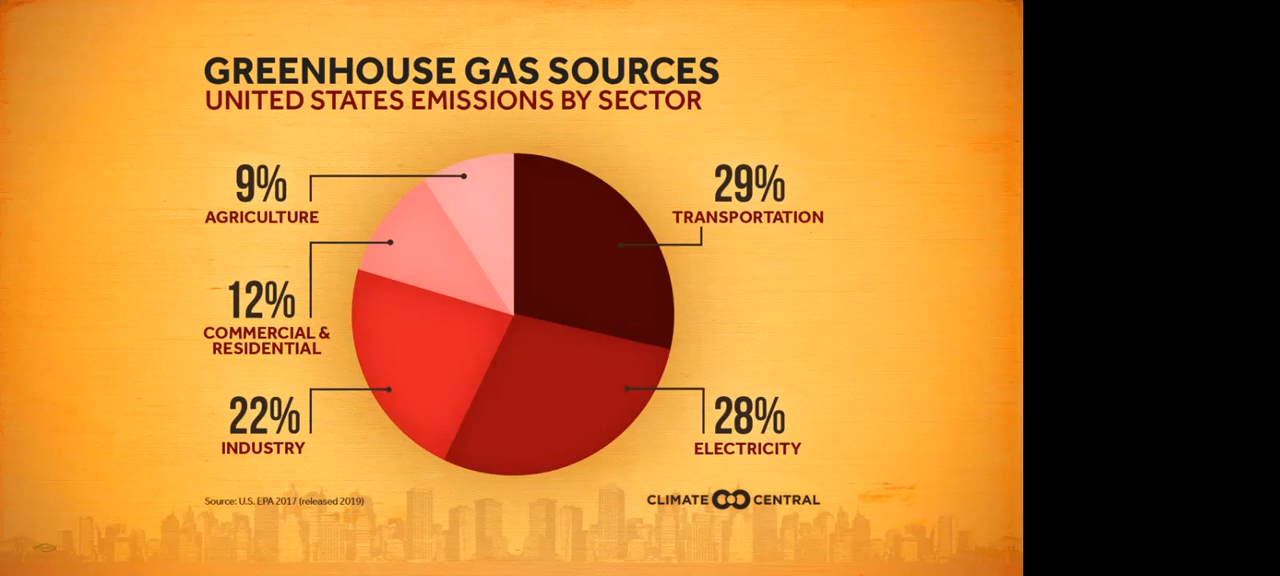 GREENHOUSE GAS SOURCES
UNITED STATES EMISSIONS BY SECTOR
9%
AGRICULTURE
12%
COMMERCIAL &
RESIDENTIAL
22%
INDUSTRY
29%
TRANSPORTATION
28%
ELECTRICITY
Source: U.S. EPA 2017 (released 2019)
CLIMATE CENTRAL